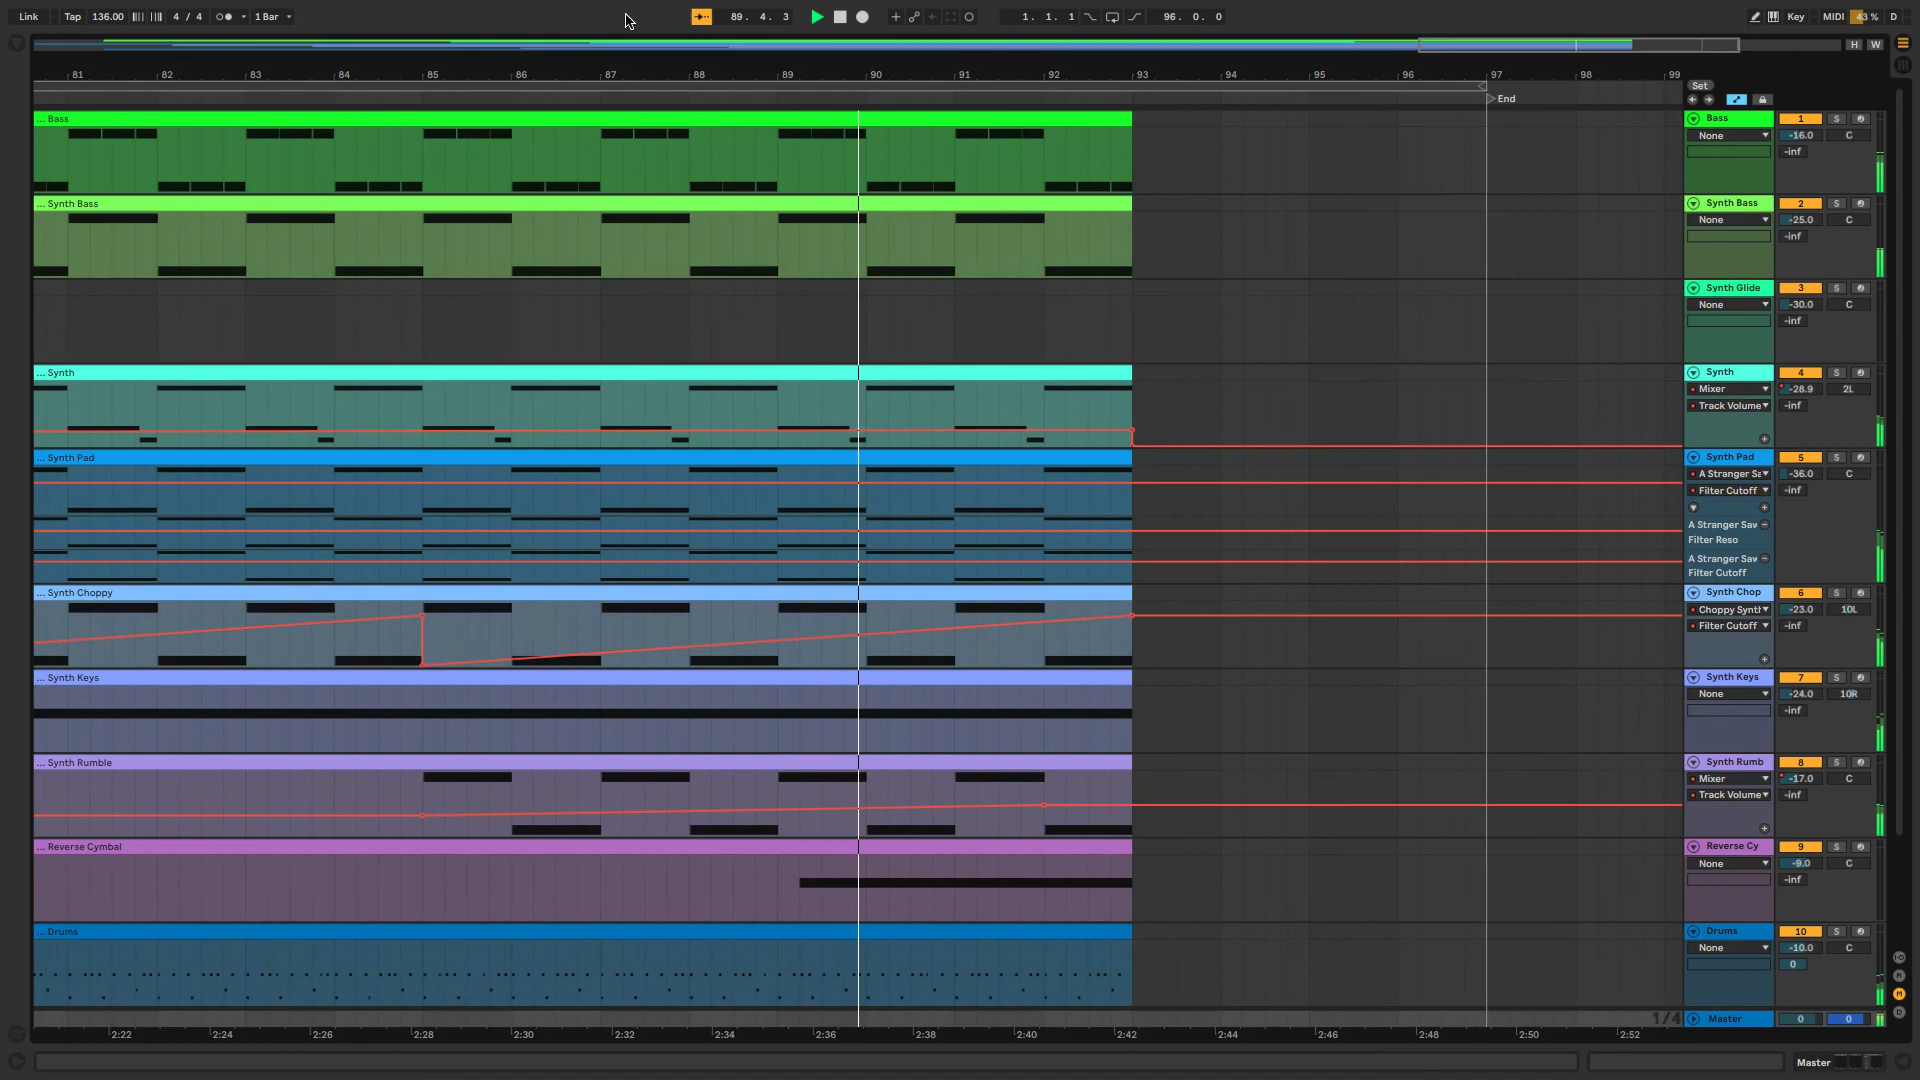 Link Tap 136.00 4 / 4 1 Bar 89. 4. 3 1. 1. 1 96. 0. 0 Key MIDI 43 % D
H W
81 82 83 84 85 86 87 88 89 90 91 92 93 94 95 96 97 98 99
Set
End
... Bass
Bass 1 S
None -16.0 C
-inf
... Synth Bass
Synth Bass 2 S
None -25.0 C
-inf
Synth Glide 3 S
None -30.0 C
-inf
... Synth
Synth 4 S
Mixer -28.9 2L
Track Volume -inf
... Synth Pad
Synth Pad 5 S
A Stranger Sa -36.0 C
Filter Cutoff -inf
A Stranger Saw
Filter Reso
A Stranger Saw
Filter Cutoff
... Synth Choppy
Synth Chop 6 S
Choppy Synth -23.0 10L
Filter Cutoff -inf
... Synth Keys
Synth Keys 7 S
None -24.0 10R
-inf
... Synth Rumble
Synth Rumb 8 S
Mixer -17.0 C
Track Volume -inf
... Reverse Cymbal
Reverse Cy 9 S
None -9.0 C
-inf
... Drums
Drums 10 S
None -10.0 C
0
1/4
Master 0 0
2:22 2:24 2:26 2:28 2:30 2:32 2:34 2:36 2:38 2:40 2:42 2:44 2:46 2:48 2:50 2:52
I·O
R
M
D
Master